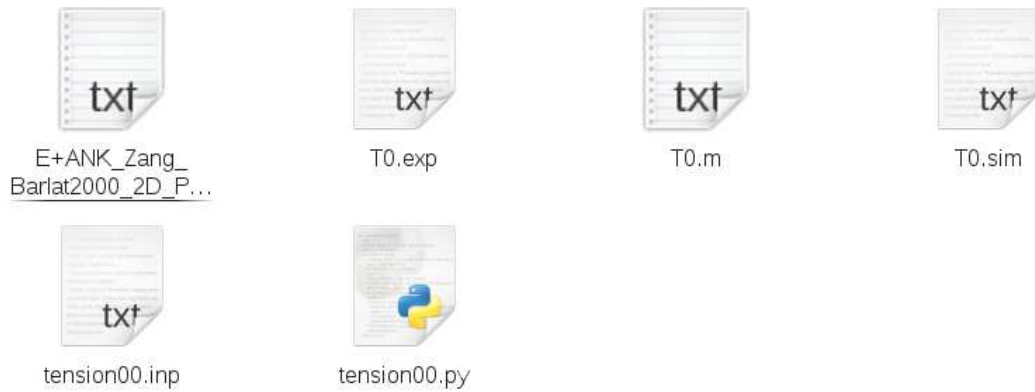 txt
txt
txt
txt
E+ANK_Zang_
Barlat2000_2D_P...
T0.exp
T0.m
T0.sim
txt
tension00.inp
tension00.py